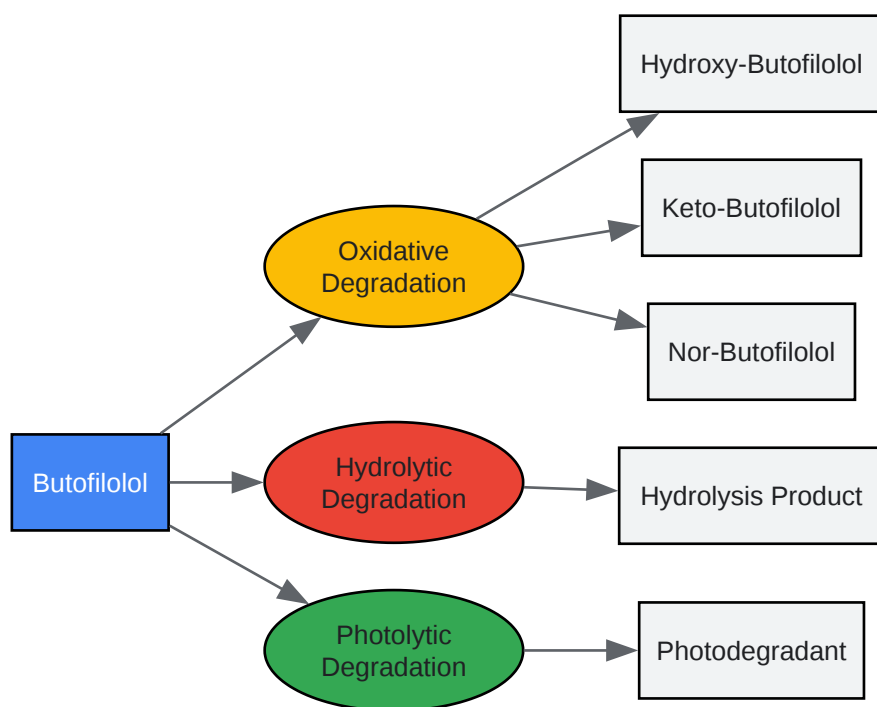 Hydroxy-Butofilolol
Keto-Butofilolol
Oxidative
Degradation
Nor-Butofilolol
Butofilolol
Hydrolytic
Degradation
Hydrolysis Product
Photolytic
Degradation
Photodegradant